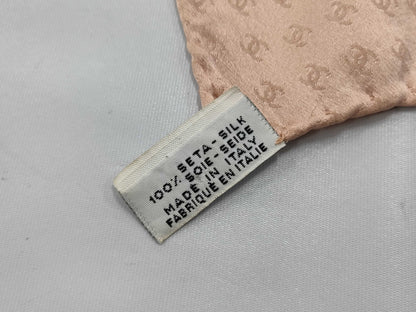 100% SETA-SILK
SOIE-SEIDE
MADE IN ITALY
FABRIQUE EN ITALIE